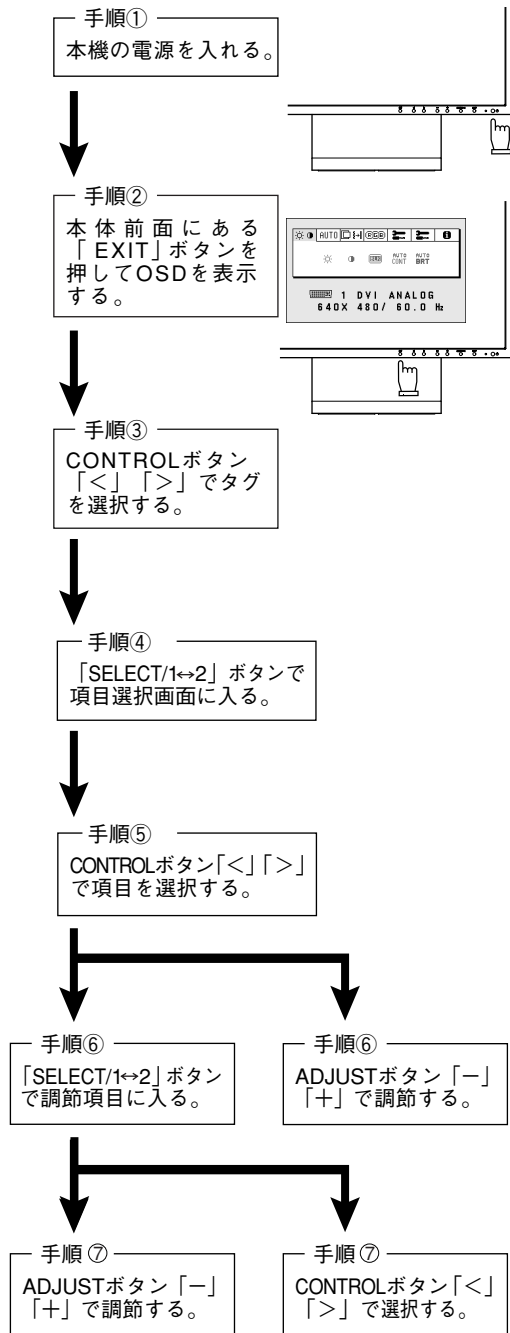 手順①
本機の電源を入れる。
手順②
本体前面にある
「EXIT」ボタンを
押してOSDを表示
する。
AUTO RGB
AUTO CONT AUTO BRT
1 DVI ANALOG
640X 480/ 60.0 Hz
手順③
CONTROLボタン
「＜」「＞」でタグ
を選択する。
手順④
「SELECT/1↔2」ボタンで
項目選択画面に入る。
手順⑤
CONTROLボタン「＜」「＞」
で項目を選択する。
手順⑥
「SELECT/1↔2」ボタン
で調節項目に入る。
手順⑥
ADJUSTボタン「－」
「＋」で調節する。
手順⑦
ADJUSTボタン「－」
「＋」で調節する。
手順⑦
CONTROLボタン「＜」
「＞」で選択する。